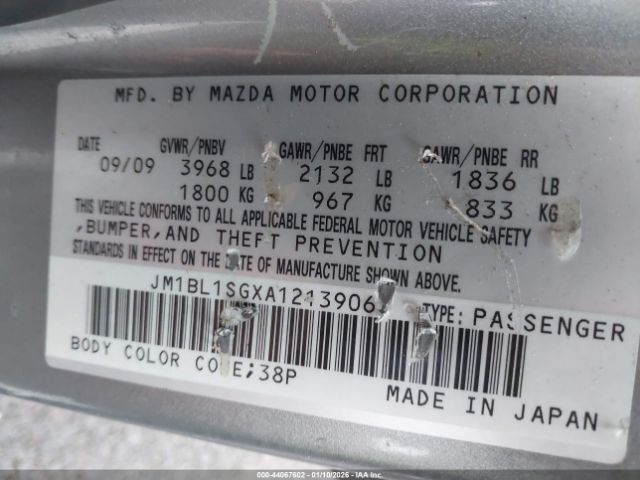 MFD. BY MAZDA MOTOR CORPORATION
DATE GVWR/PNBV GAWR/PNBE FRT GAWR/PNBE RR
09/09 3968 LB 2132 LB 1836 LB
1800 KG 967 KG 833 KG
THIS VEHICLE CONFORMS TO ALL APPLICABLE FEDERAL MOTOR VEHICLE SAFETY
,BUMPER,AND THEFT PREVENTION
STANDARDS IN EFFECT ON THE DATE OF MANUFACTURE SHOWN ABOVE.
TYPE: PASSENGER
BODY COLOR CODE;38P
MADE IN JAPAN
000-44067602 - 01/10/2026 - IAAI.com